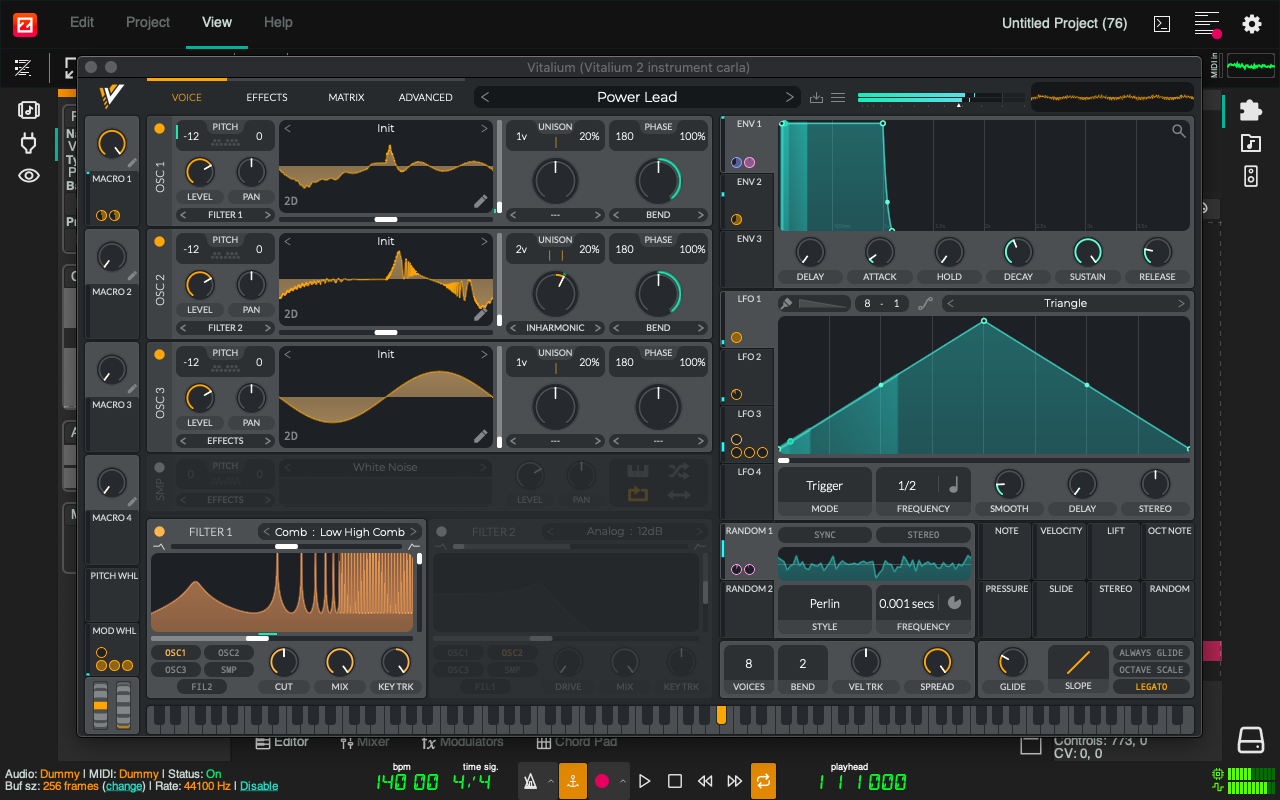 Edit Project View Help Untitled Project (76)
Vitalium (Vitalium 2 instrument carla)
MIDI in
VOICE EFFECTS MATRIX ADVANCED < Power Lead >
MACRO 1
MACRO 2
MACRO 3
MACRO 4
PITCH WHL
MOD WHL
OSC 1
-12 PITCH 0
LEVEL PAN
< FILTER 1 >
< Init >
2D
1v UNISON 20%
< --- >
180 PHASE 100%
< BEND >
OSC 2
-12 PITCH 0
LEVEL PAN
< FILTER 2 >
< Init >
2D
2v UNISON 20%
< INHARMONIC >
180 PHASE 100%
< BEND >
OSC 3
-12 PITCH 0
LEVEL PAN
< EFFECTS >
< Init >
2D
1v UNISON 20%
< --- >
180 PHASE 100%
< --- >
SMP
0 PITCH 0
< EFFECTS >
< White Noise >
LEVEL PAN
FILTER 1 < Comb : Low High Comb >
OSC1 OSC2
OSC3 SMP
FIL2
CUT MIX KEY TRK
FILTER 2 < Analog : 12dB >
OSC1 OSC2
OSC3 SMP
FIL1
DRIVE MIX KEY TRK
ENV 1
ENV 2
ENV 3
DELAY ATTACK HOLD DECAY SUSTAIN RELEASE
LFO 1
LFO 2
LFO 3
LFO 4
8 - 1 < Triangle >
Trigger
MODE
1/2
FREQUENCY
SMOOTH DELAY STEREO
RANDOM 1
RANDOM 2
SYNC STEREO
Perlin
STYLE
0.001 secs
FREQUENCY
NOTE VELOCITY LIFT OCT NOTE
PRESSURE SLIDE STEREO RANDOM
8
VOICES
2
BEND
VEL TRK SPREAD
GLIDE SLOPE
ALWAYS GLIDE
OCTAVE SCALE
LEGATO
Editor Mixer Modulators Chord Pad
Controls: 773, 0
CV: 0, 0
Audio: Dummy | MIDI: Dummy | Status: On
Buf sz: 256 frames (change) | Rate: 44100 Hz | Disable
bpm
140.00
time sig.
4/4
playhead
1 1 1 000